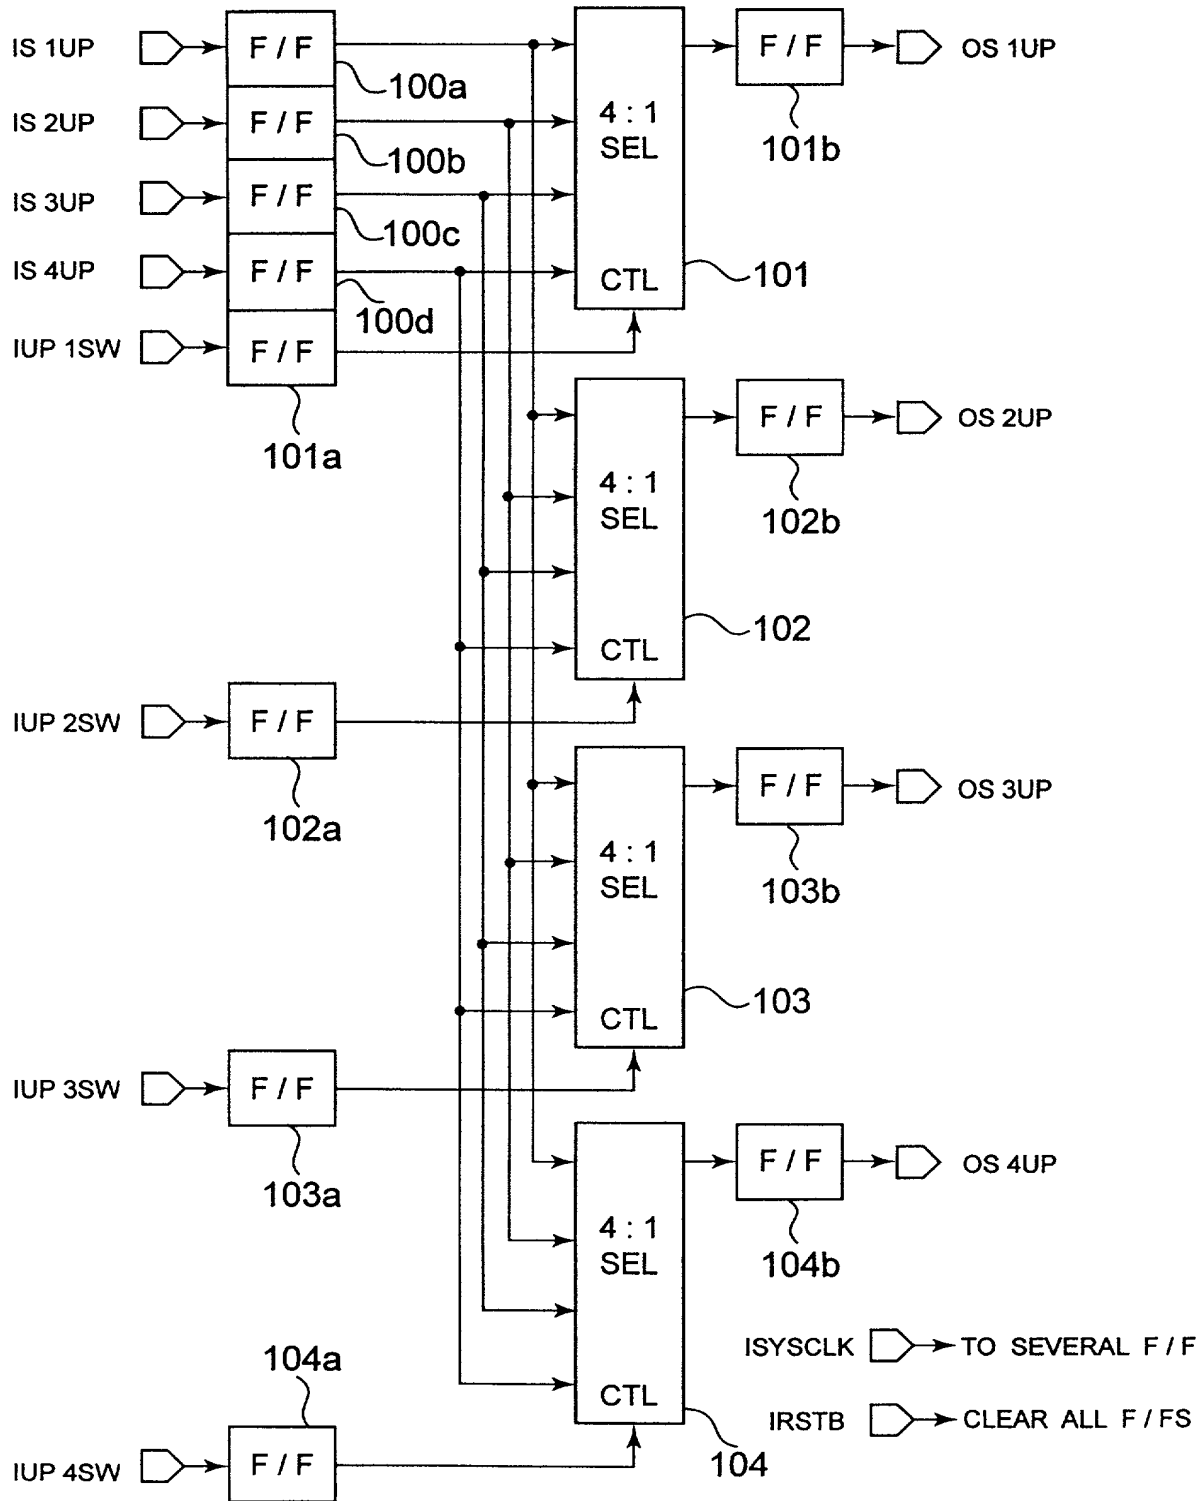 IS 1UP
F / F
100a
OS 1UP
F / F
101b
IS 2UP
F / F
100b
4 : 1
SEL
IS 3UP
F / F
100c
IS 4UP
F / F
100d
CTL
101
IUP 1SW
F / F
101a
4 : 1
SEL
CTL
102
F / F
102b
OS 2UP
IUP 2SW
F / F
102a
4 : 1
SEL
CTL
103
F / F
103b
OS 3UP
IUP 3SW
F / F
103a
4 : 1
SEL
CTL
104
F / F
104b
OS 4UP
ISYSCLK
TO SEVERAL F / F
IRSTB
CLEAR ALL F / FS
104a
IUP 4SW
F / F